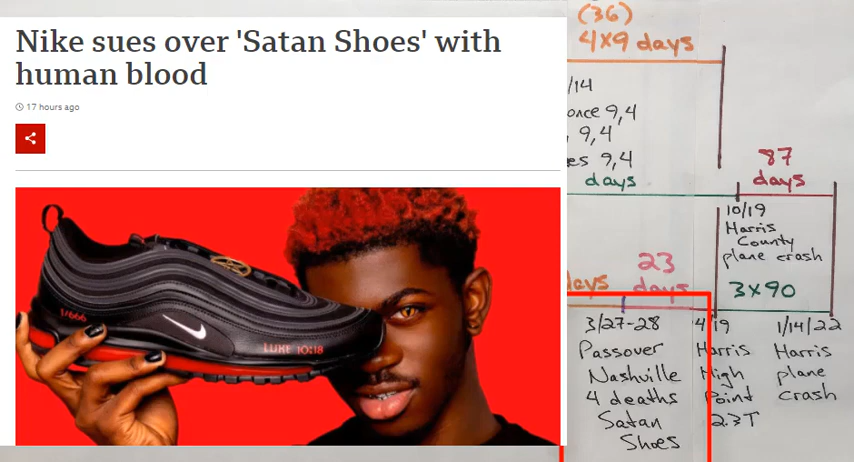 Nike sues over 'Satan Shoes' with
human blood
17 hours ago
1/666
LUKE 10:18
(36)
4X9 days
/14
once 9,4
, 9,4
es 9,4
days
87
days
10/19
Harris
County
plane crash
3X90
days
23
days
3/27-28
Passover
Nashville
4 deaths
Satan
Shoes
4/19
Harris
High
Point
2.3T
1/14/22
Harris
plane
crash